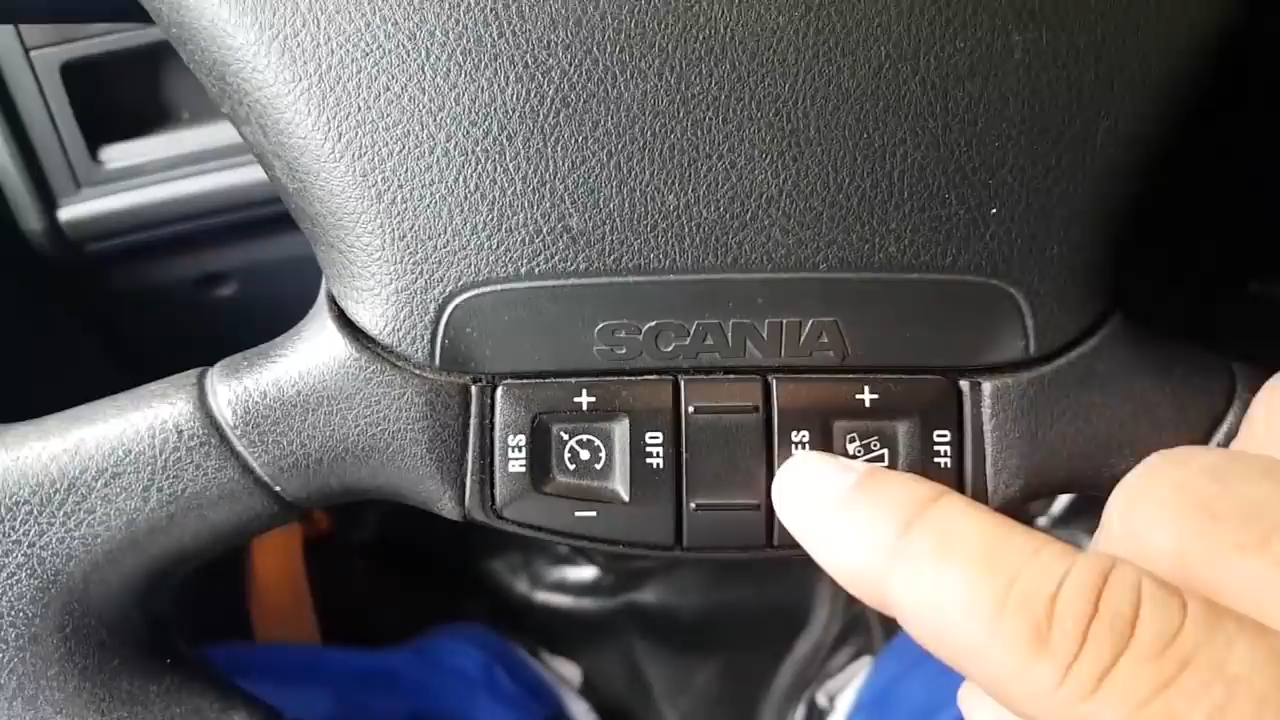 SCANIA
+
RES
OFF
−
+
OFF